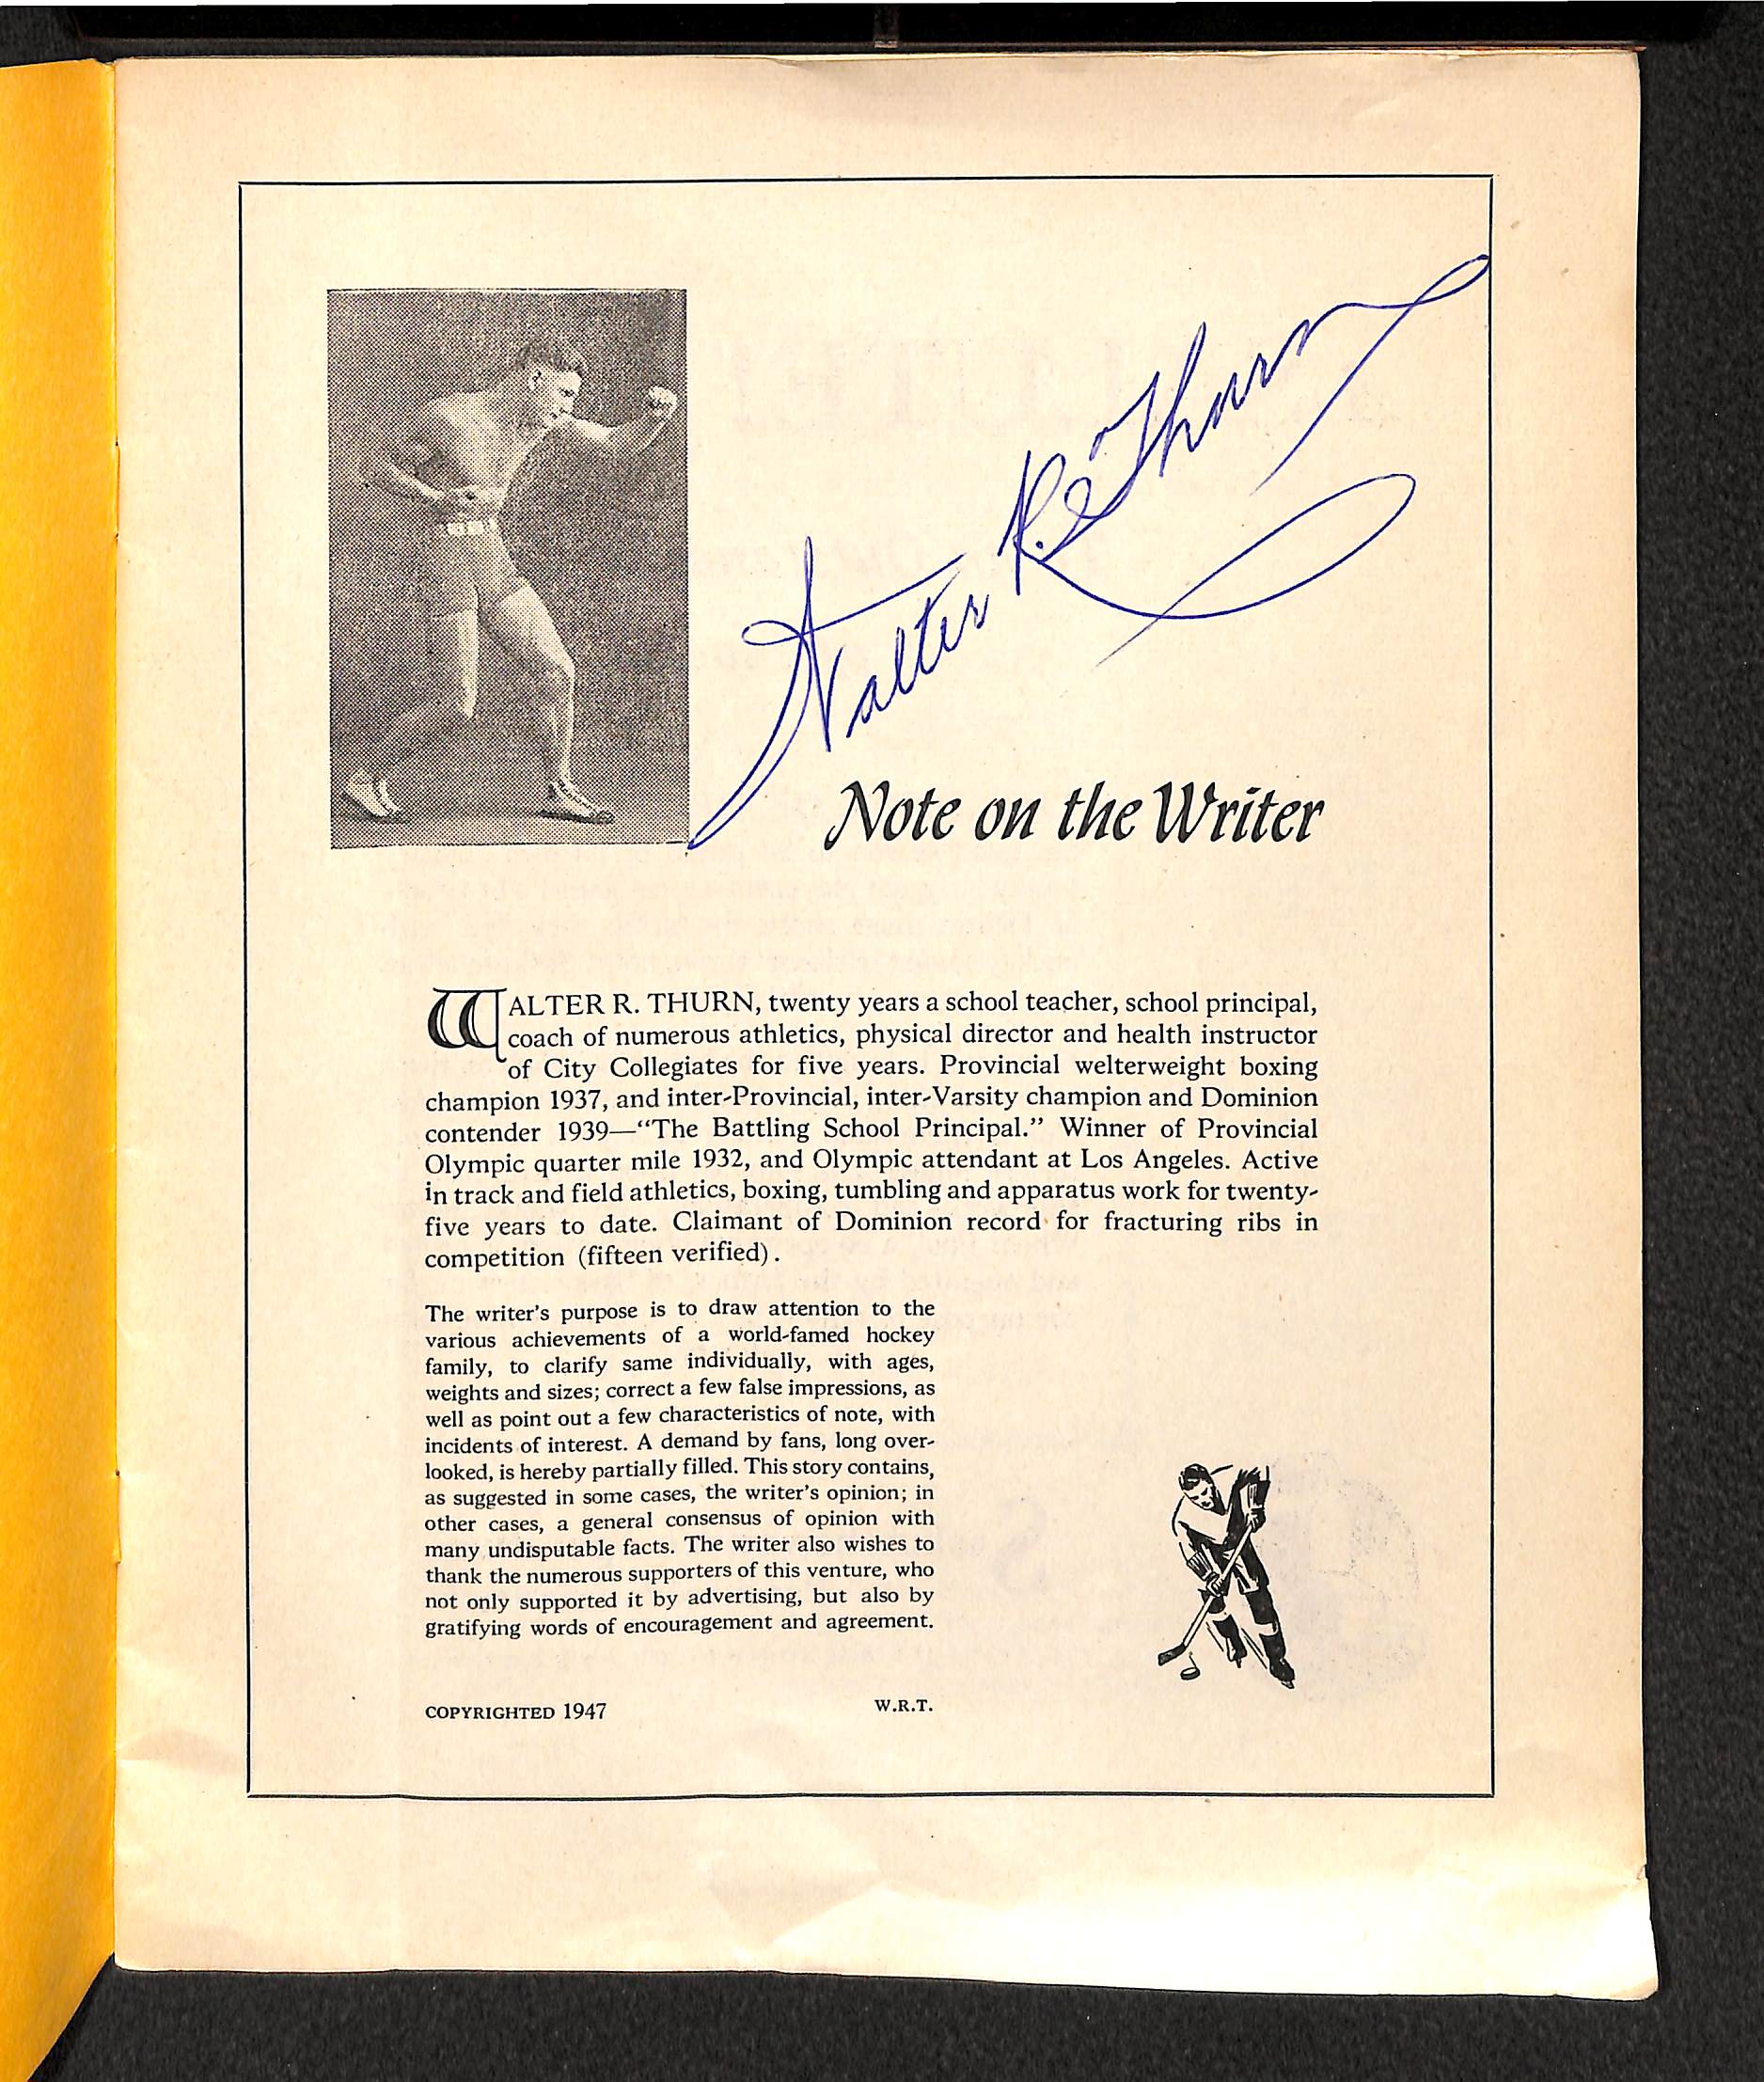 Walter R. Thurn
Note on the Writer
WALTER R. THURN, twenty years a school teacher, school principal,
coach of numerous athletics, physical director and health instructor
of City Collegiates for five years. Provincial welterweight boxing
champion 1937, and inter-Provincial, inter-Varsity champion and Dominion
contender 1939—“The Battling School Principal.” Winner of Provincial
Olympic quarter mile 1932, and Olympic attendant at Los Angeles. Active
in track and field athletics, boxing, tumbling and apparatus work for twenty-
five years to date. Claimant of Dominion record for fracturing ribs in
competition (fifteen verified).
The writer's purpose is to draw attention to the
various achievements of a world-famed hockey
family, to clarify same individually, with ages,
weights and sizes; correct a few false impressions, as
well as point out a few characteristics of note, with
incidents of interest. A demand by fans, long over-
looked, is hereby partially filled. This story contains,
as suggested in some cases, the writer's opinion; in
other cases, a general consensus of opinion with
many undisputable facts. The writer also wishes to
thank the numerous supporters of this venture, who
not only supported it by advertising, but also by
gratifying words of encouragement and agreement.
COPYRIGHTED 1947 W.R.T.